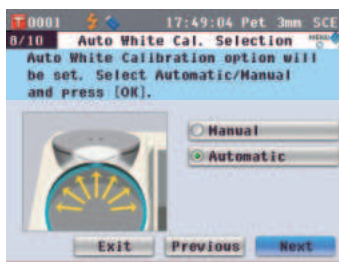 0001 17:49:04 Pet 3mm SCE
8/10 Auto White Cal. Selection MENU
Auto White Calibration option will
be set. Select Automatic/Manual
and press [OK].
Manual
Automatic
Exit Previous Next